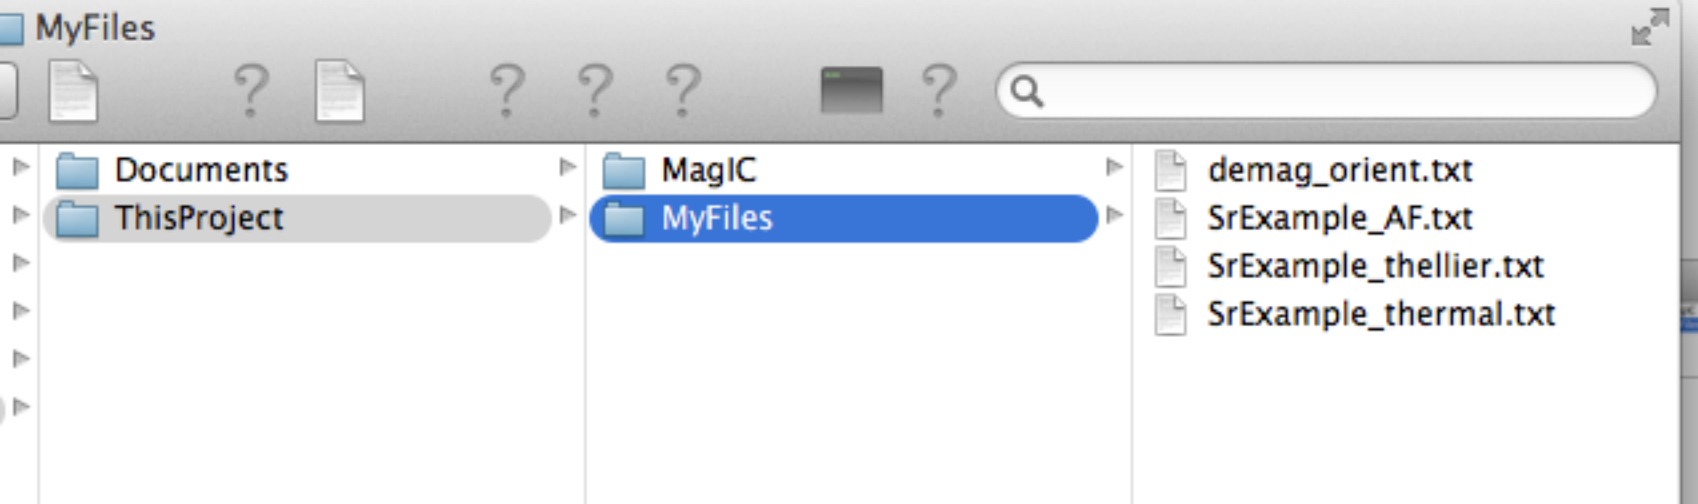 MyFiles
? ? ? ? ?
Documents
ThisProject
MagIC
MyFiles
demag_orient.txt
SrExample_AF.txt
SrExample_thellier.txt
SrExample_thermal.txt